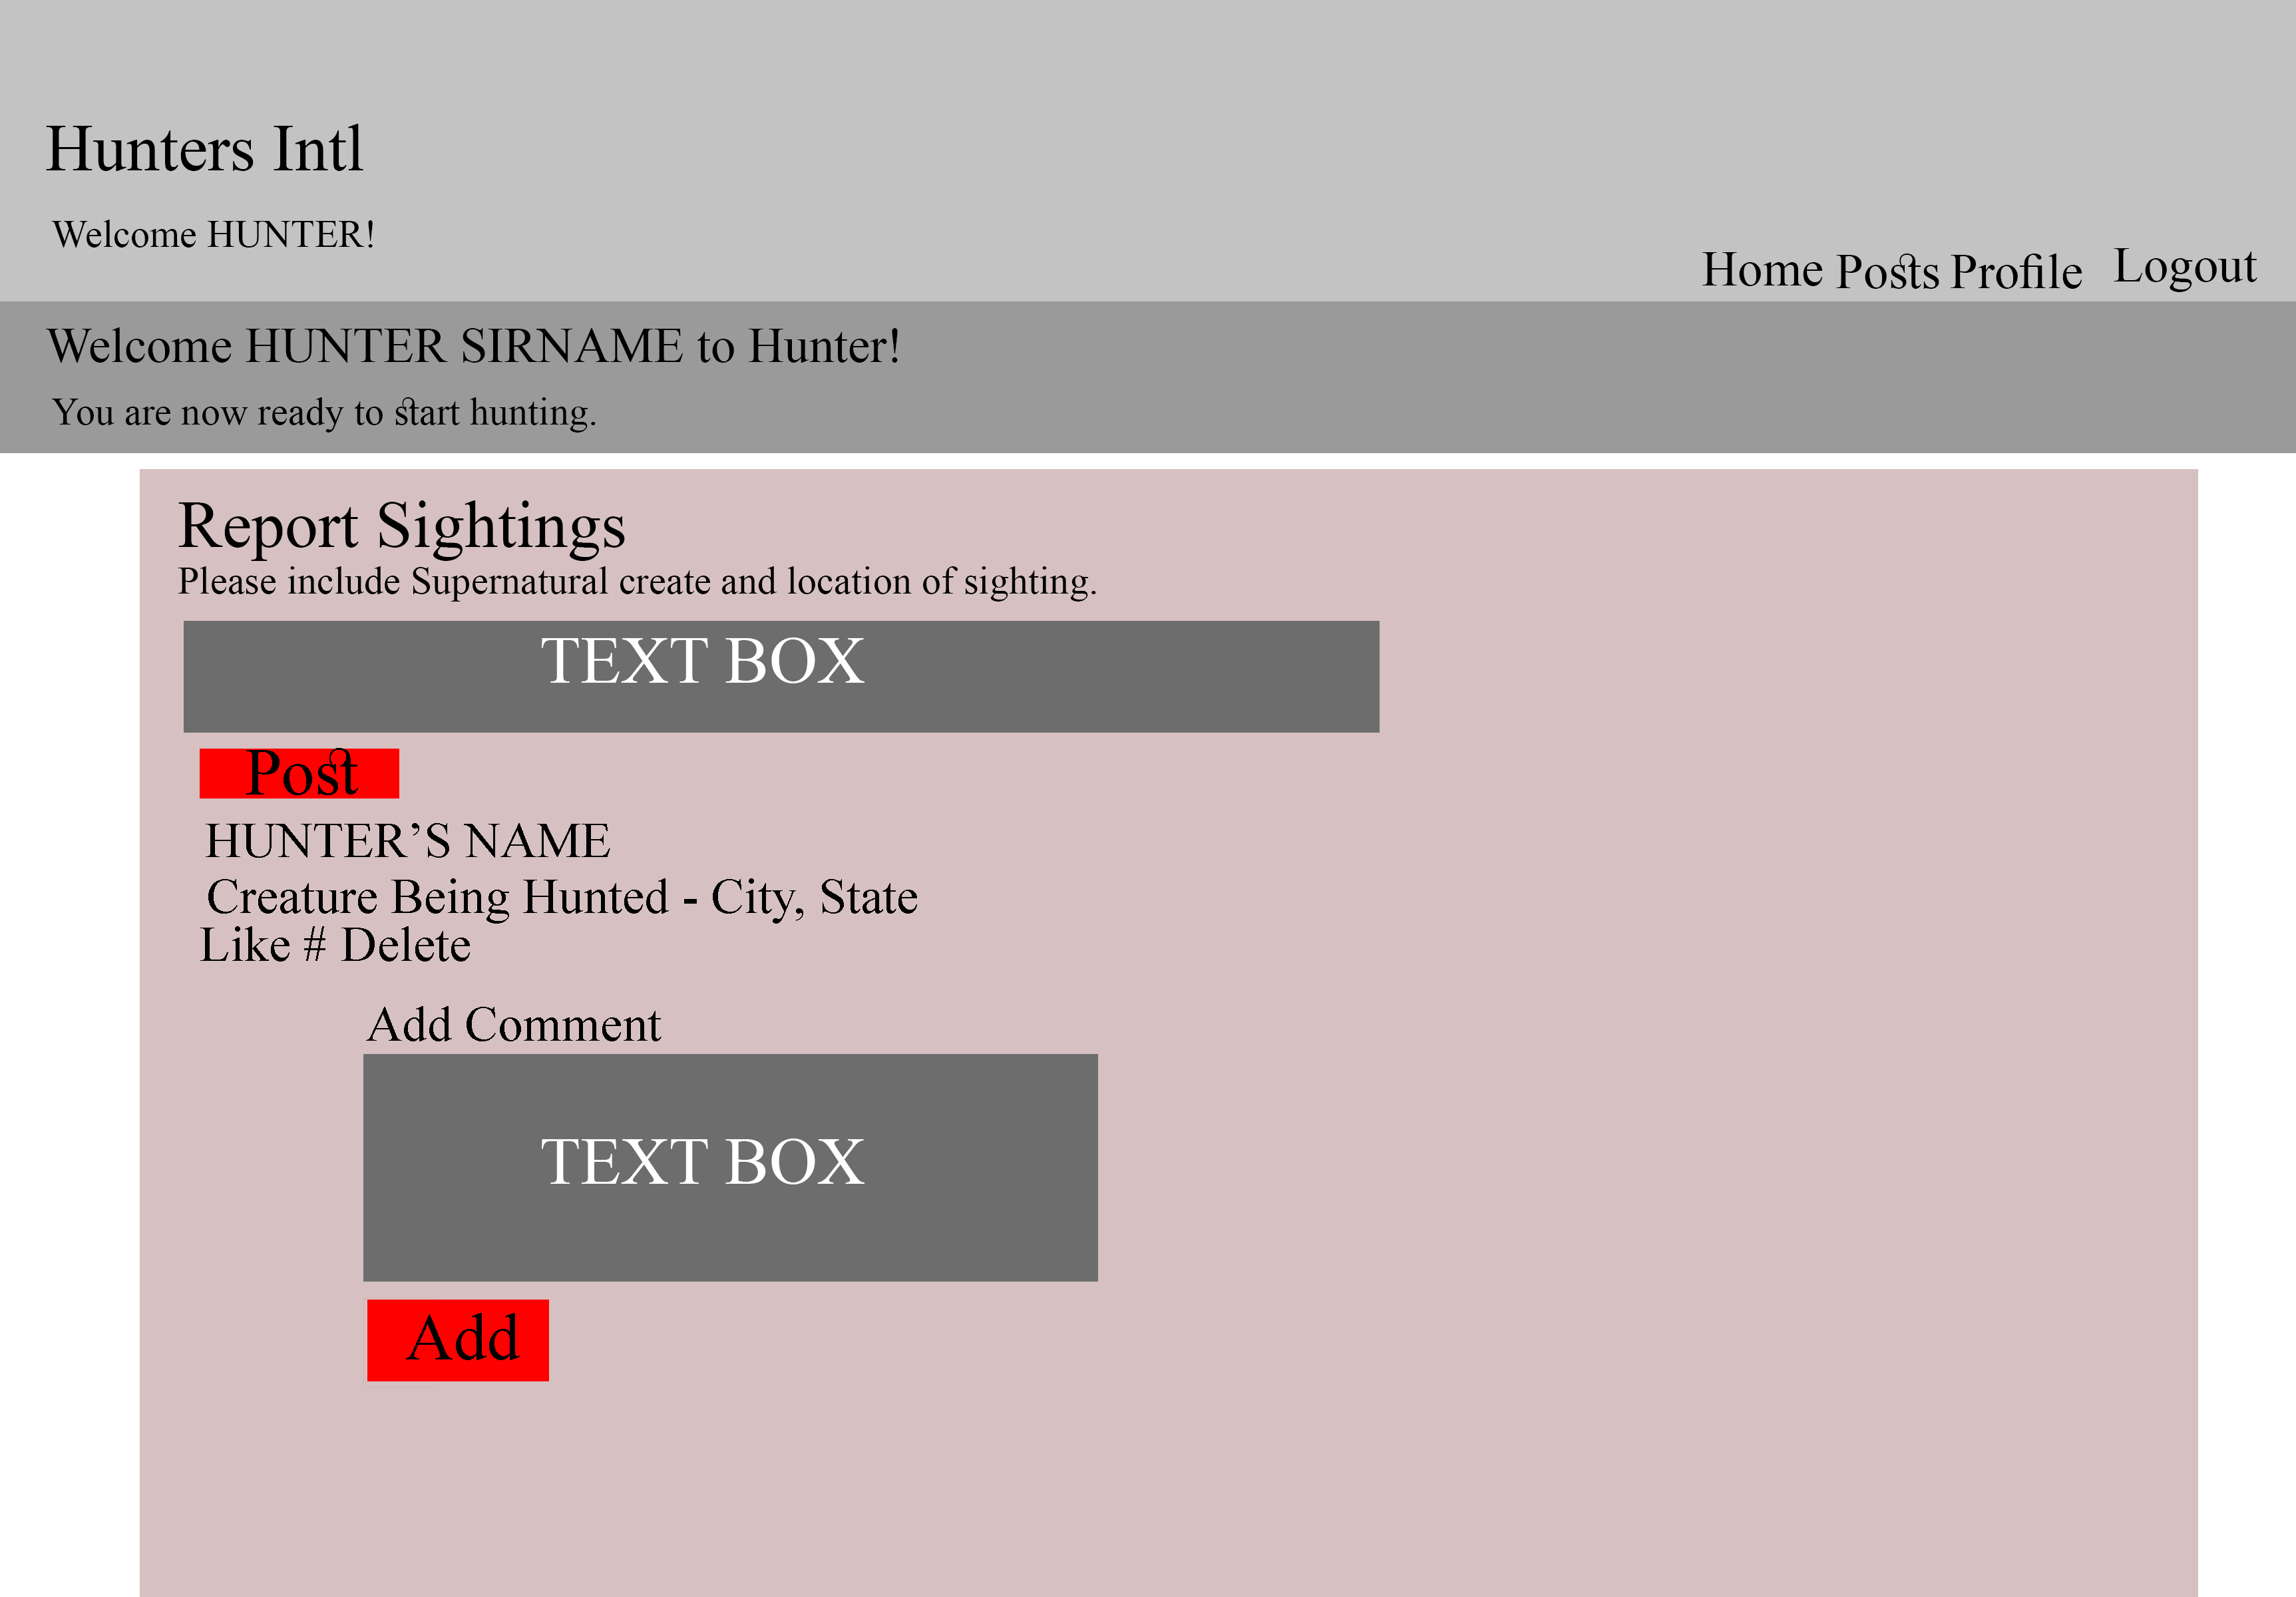 Hunters Intl
Welcome HUNTER!
Home Posts Profile Logout
Welcome HUNTER SIRNAME to Hunter!
You are now ready to start hunting.
Report Sightings
Please include Supernatural create and location of sighting.
TEXT BOX
Post
HUNTER’S NAME
Creature Being Hunted - City, State
Like # Delete
Add Comment
TEXT BOX
Add